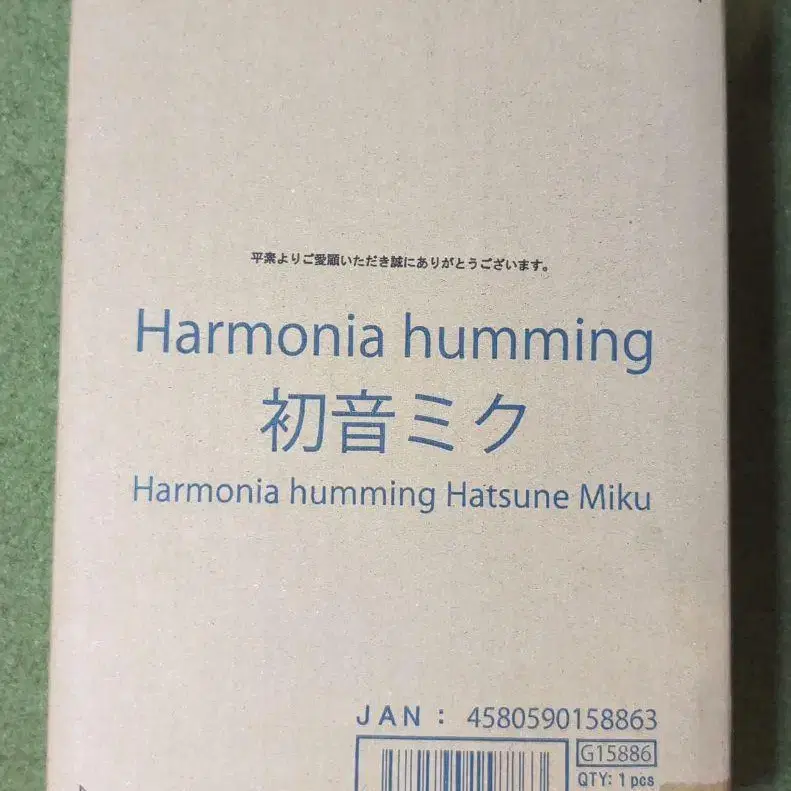 平素よりご愛顧いただき誠にありがとうございます。
Harmonia humming
初音ミク
Harmonia humming Hatsune Miku
JAN : 4580590158863
G15886
QTY: 1 pcs